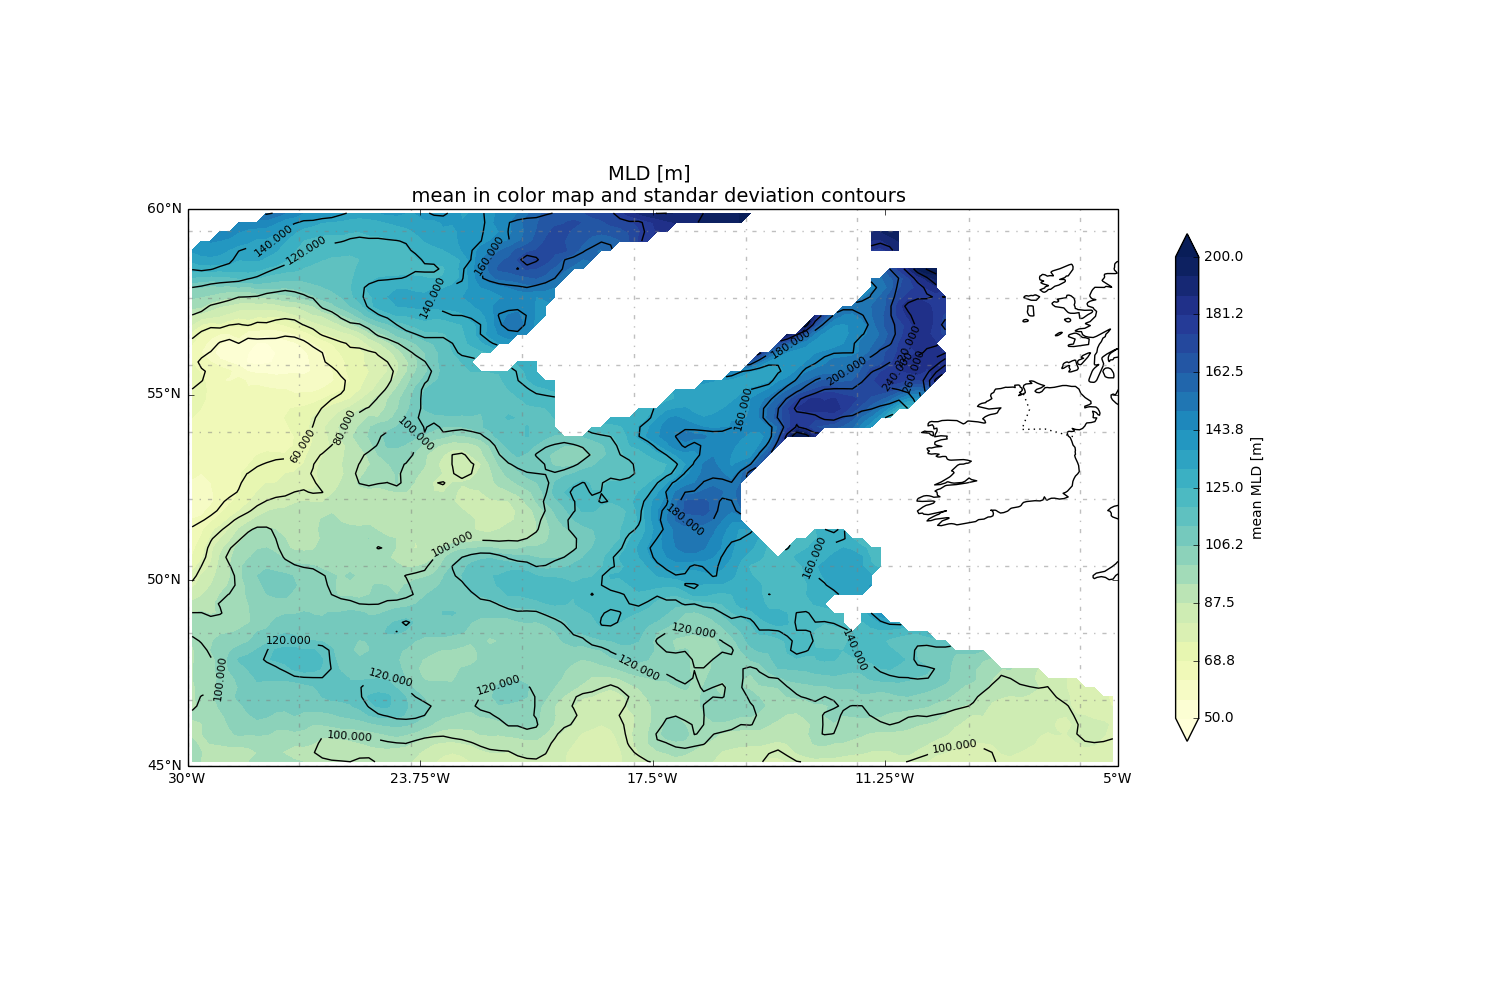 MLD [m]
mean in color map and standar deviation contours
60°N
55°N
50°N
45°N
30°W
23.75°W
17.5°W
11.25°W
5°W
140.000
120.000
160.000
140.000
180.000
200.000
220.000
240.000
260.000
160.000
100.000
80.000
60.000
180.000
100.000
160.000
120.000
140.000
120.000
120.000
100.000
120.000
120.000
100.000
100.000
200.0
181.2
162.5
143.8
125.0
106.2
87.5
68.8
50.0
mean MLD [m]